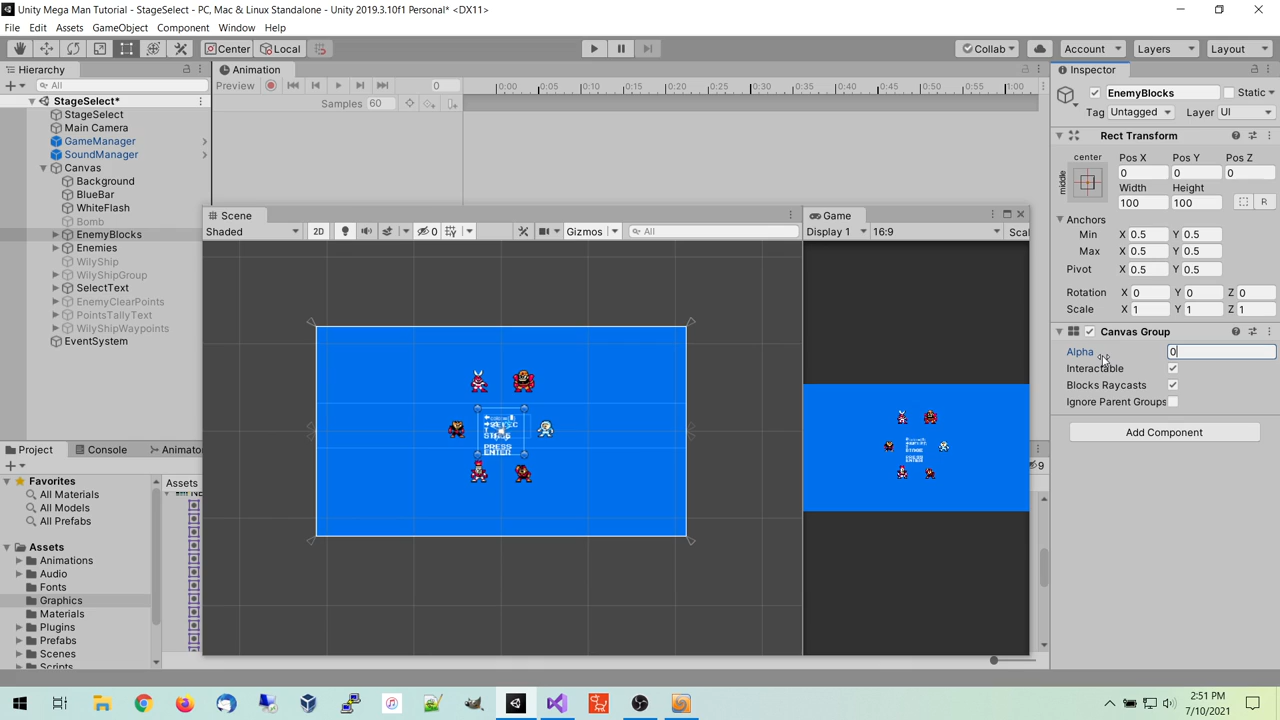 Unity Mega Man Tutorial - StageSelect - PC, Mac & Linux Standalone - Unity 2019.3.10f1 Personal* <DX11>
File Edit Assets GameObject Component Window Help
Center Local Collab Account Layers Layout
Hierarchy
All
StageSelect*
StageSelect
Main Camera
GameManager
SoundManager
Canvas
Background
BlueBar
WhiteFlash
Bomb
EnemyBlocks
Enemies
WilyShip
WilyShipGroup
SelectText
EnemyClearPoints
PointsTallyText
WilyShipWaypoints
EventSystem
Animation
Preview 0 0:00 0:05 0:10 0:15 0:20 0:25 0:30 0:35 0:40 0:45 0:50 0:55 1:00
Samples 60
Scene
Shaded 2D 0 Gizmos All
PRESS
ENTER
Game
Display 1 16:9 Scal
Inspector
EnemyBlocks Static
Tag Untagged Layer UI
Rect Transform
center
middle
Pos X Pos Y Pos Z
0 0 0
Width Height
100 100 R
Anchors
Min X 0.5 Y 0.5
Max X 0.5 Y 0.5
Pivot X 0.5 Y 0.5
Rotation X 0 Y 0 Z 0
Scale X 1 Y 1 Z 1
Canvas Group
Alpha 0
Interactable
Blocks Raycasts
Ignore Parent Groups
Add Component
Project Console Animator
Favorites
All Materials
All Models
All Prefabs
Assets
Animations
Audio
Fonts
Graphics
Materials
Plugins
Prefabs
Scenes
Scripts
Assets
9
2:51 PM
7/10/2021